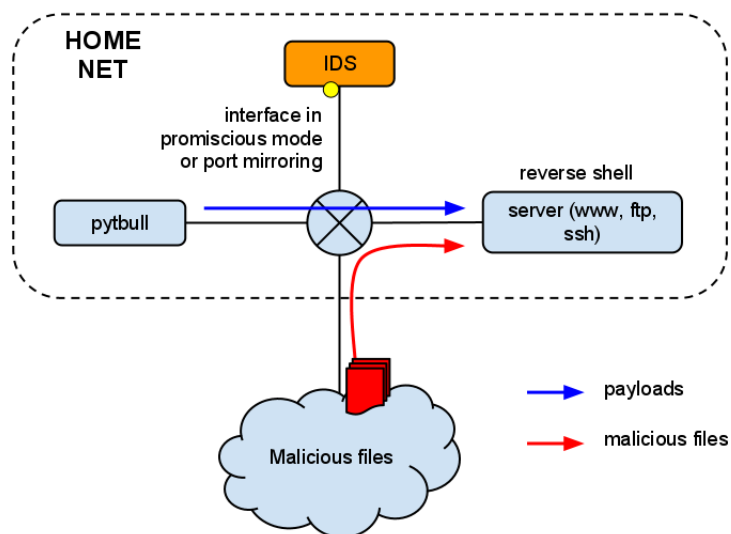 HOME
NET
IDS
interface in
promiscious mode
or port mirroring
reverse shell
pytbull
server (www, ftp,
ssh)
payloads
malicious files
Malicious files